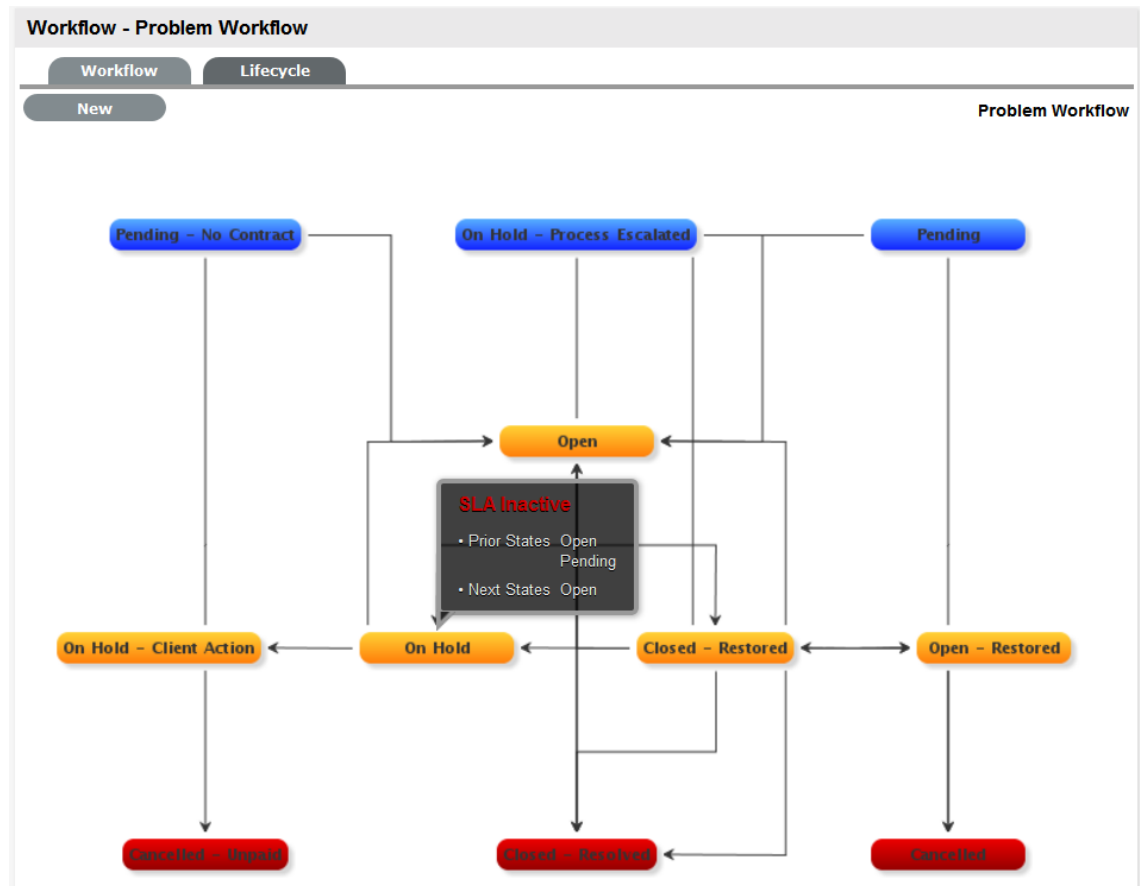 Workflow - Problem Workflow
Workflow Lifecycle
New Problem Workflow
Pending - No Contract On Hold - Process Escalated Pending
Open
SLA Inactive
• Prior States Open
Pending
• Next States Open
On Hold - Client Action On Hold Closed - Restored Open - Restored
Cancelled - Unpaid Closed - Resolved Cancelled